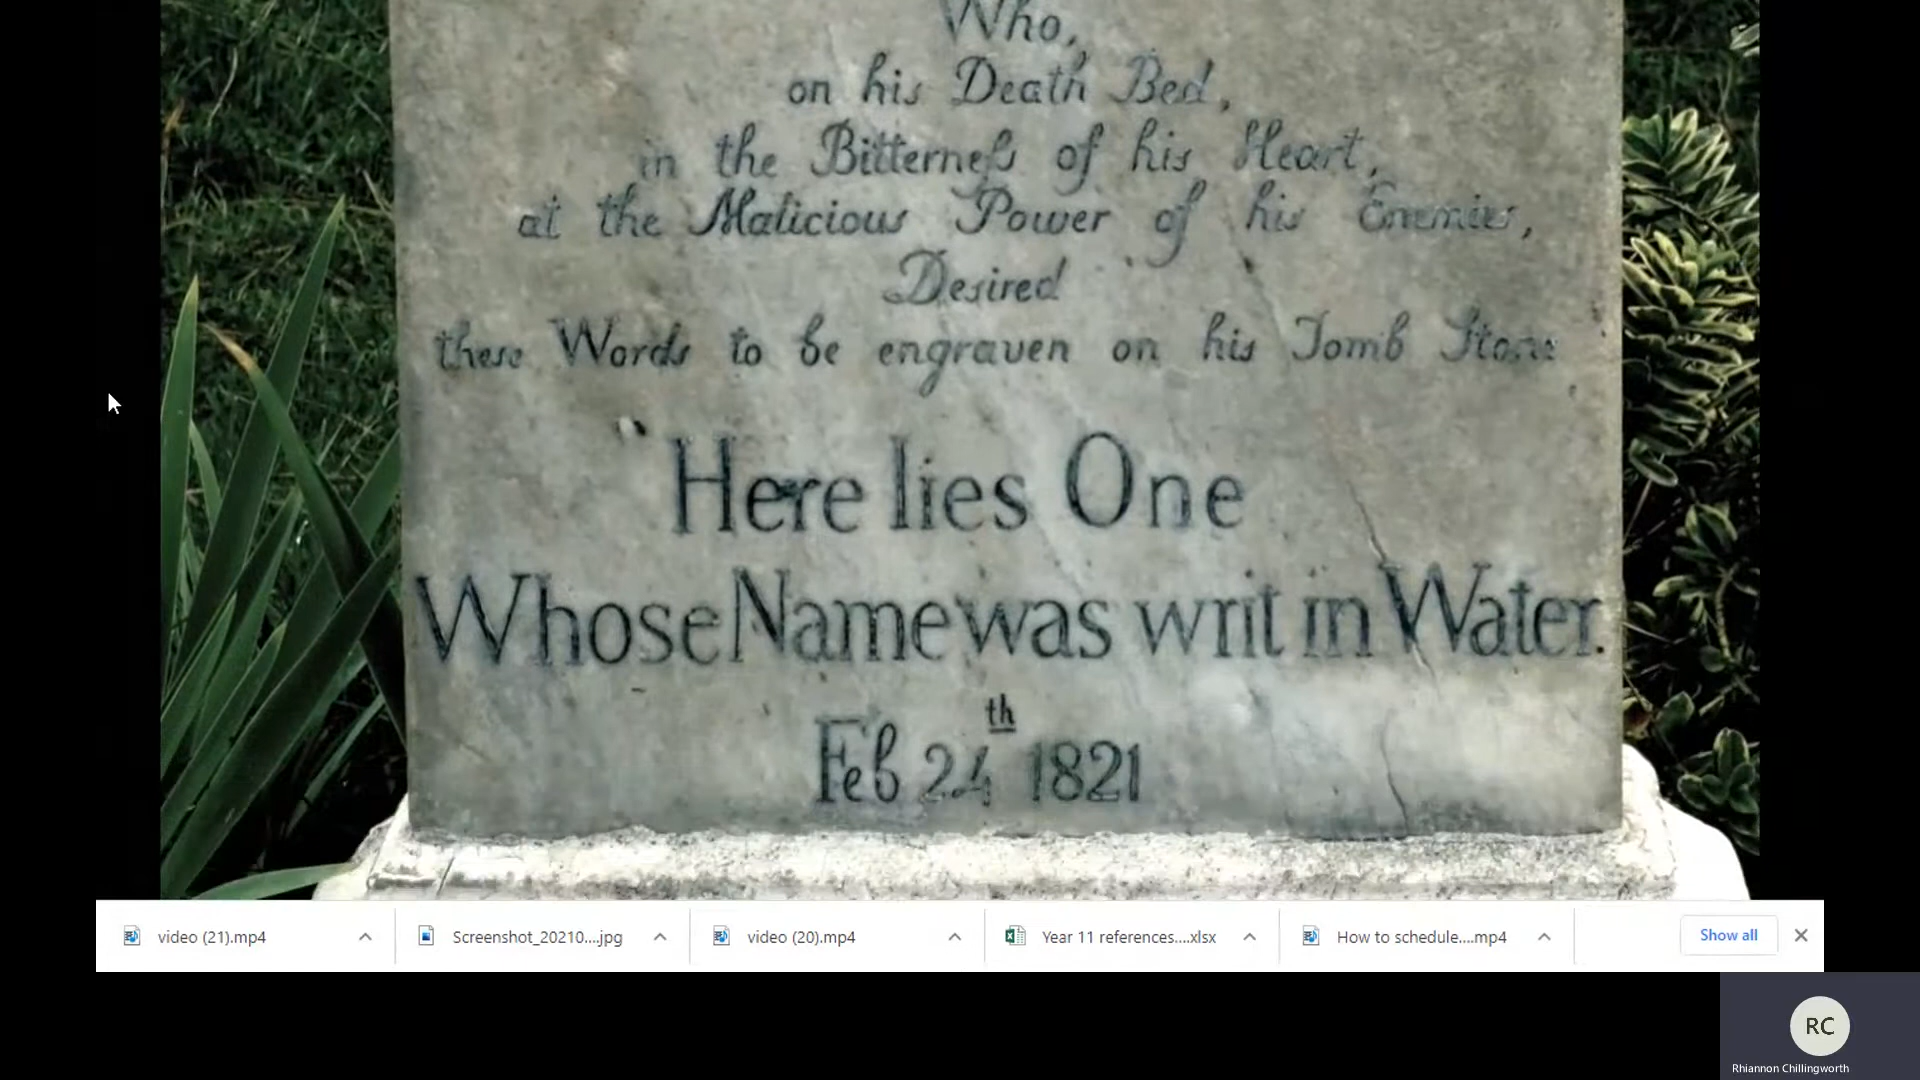 Who,
on his Death Bed,
in the Bitterneſs of his Heart,
at the Malicious Power of his Enemies,
Desired
these Words to be engraven on his Tomb Stone
Here lies One
Whose Name was writ in Water.
Feb 24th 1821
video (21).mp4
Screenshot_20210....jpg
video (20).mp4
Year 11 references....xlsx
How to schedule....mp4
Show all
RC
Rhiannon Chillingworth